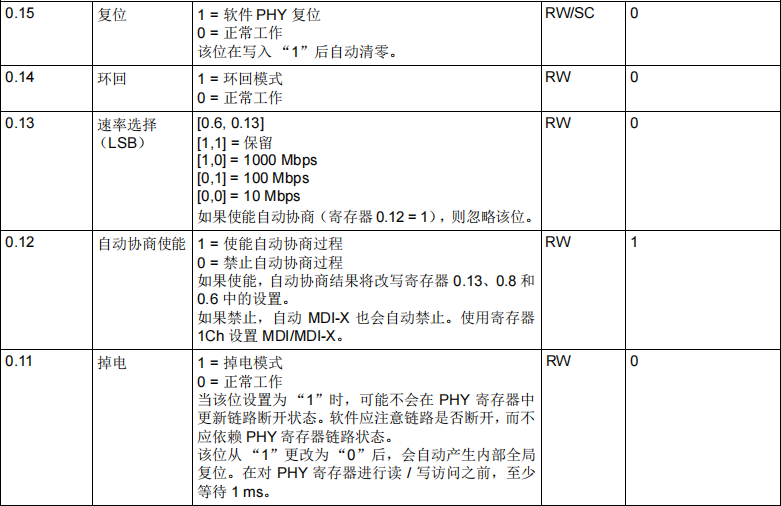 0.15 复位 1 = 软件 PHY 复位 RW/SC 0
0 = 正常工作
该位在写入 “1”后自动清零。
0.14 环回 1 = 环回模式 RW 0
0 = 正常工作
0.13 速率选择 [0.6, 0.13] RW 0
（LSB） [1,1] = 保留
[1,0] = 1000 Mbps
[0,1] = 100 Mbps
[0,0] = 10 Mbps
如果使能自动协商（寄存器 0.12 = 1），则忽略该位。
0.12 自动协商使能 1 = 使能自动协商过程 RW 1
0 = 禁止自动协商过程
如果使能，自动协商结果将改写寄存器 0.13、0.8 和
0.6 中的设置。
如果禁止，自动 MDI-X 也会自动禁止。使用寄存器
1Ch 设置 MDI/MDI-X。
0.11 掉电 1 = 掉电模式 RW 0
0 = 正常工作
当该位设置为 “1”时，可能不会在 PHY 寄存器中
更新链路断开状态。软件应注意链路是否断开，而不
应依赖 PHY 寄存器链路状态。
该位从 “1”更改为 “0”后，会自动产生内部全局
复位。在对 PHY 寄存器进行读 / 写访问之前，至少
等待 1 ms。